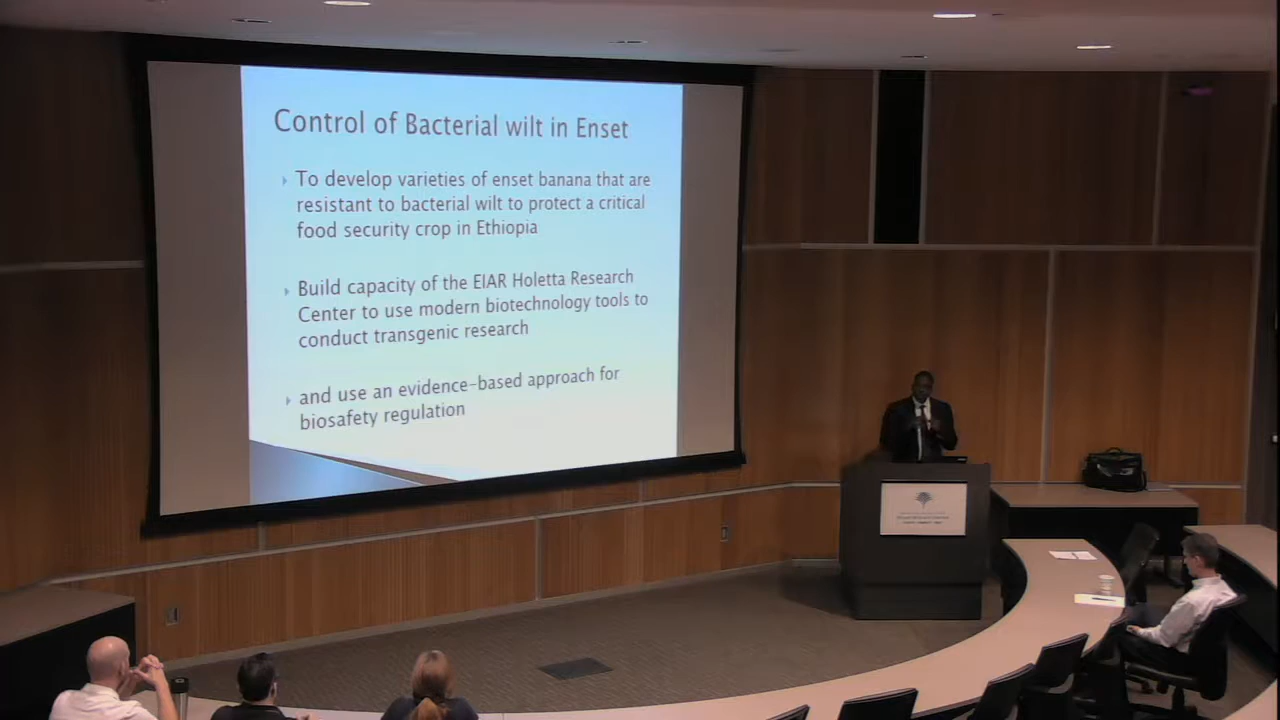 Control of Bacterial wilt in Enset
To develop varieties of enset banana that are
resistant to bacterial wilt to protect a critical
food security crop in Ethiopia
Build capacity of the EIAR Holetta Research
Center to use modern biotechnology tools to
conduct transgenic research
and use an evidence-based approach for
biosafety regulation